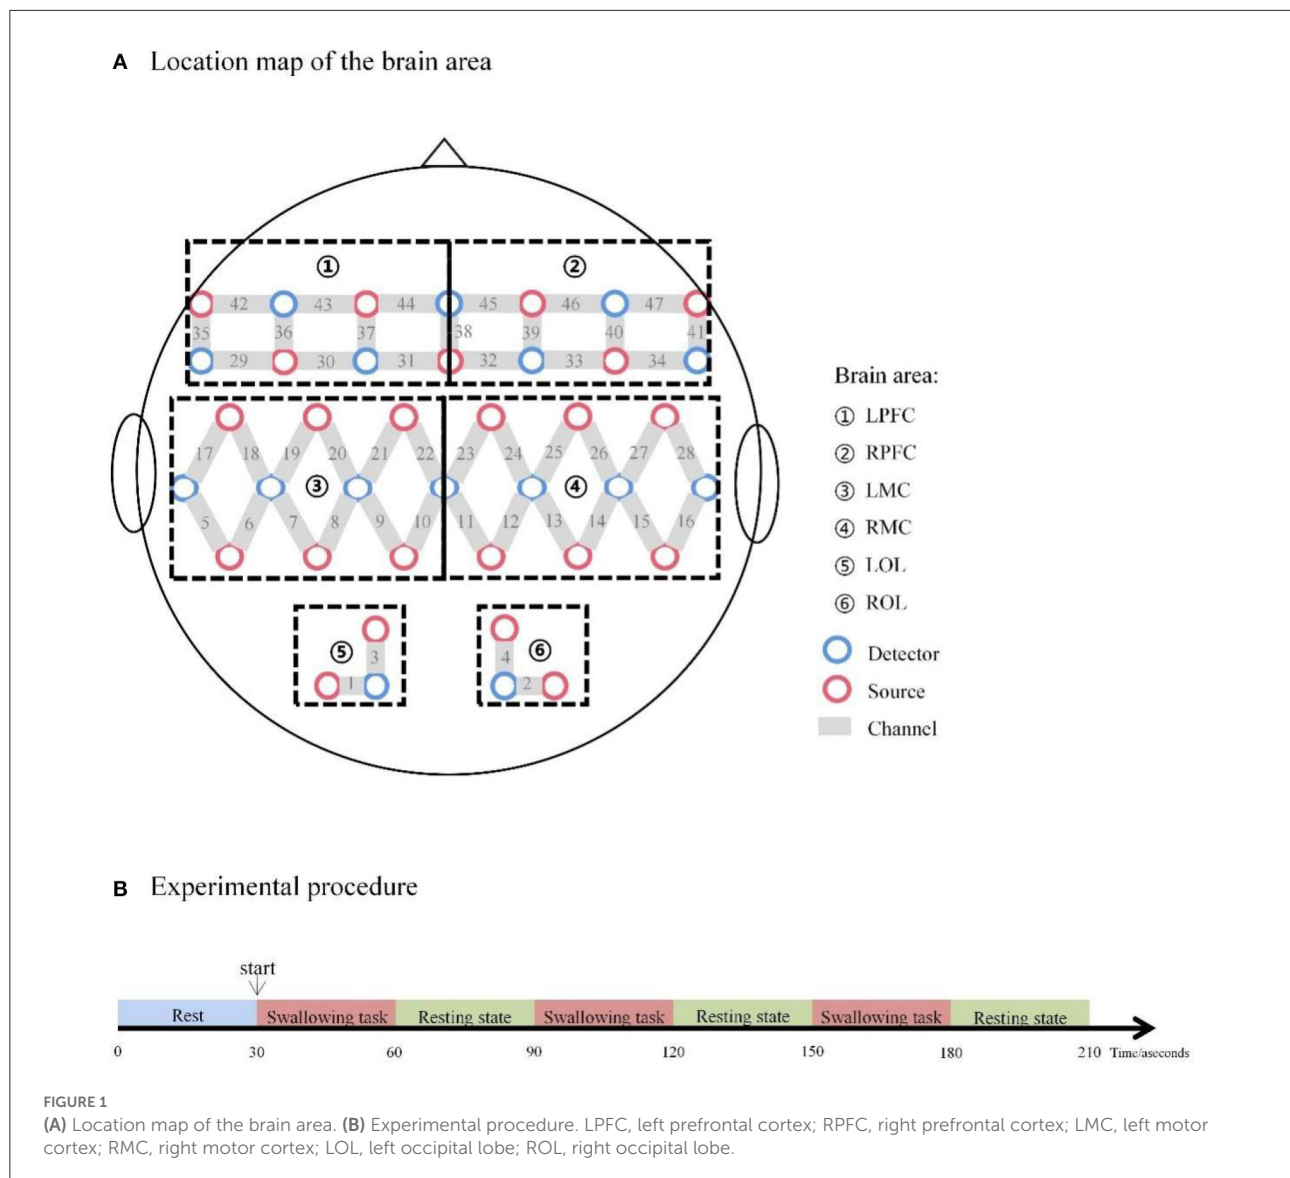 A Location map of the brain area
① ②
42 43 44 45 46 47
35 36 37 38 39 40 41
29 30 31 32 33 34
17 18 19 20 21 22 23 24 25 26 27 28
③ ④
5 6 7 8 9 10 11 12 13 14 15 16
⑤ 3 4 ⑥
1 2
Brain area:
① LPFC
② RPFC
③ LMC
④ RMC
⑤ LOL
⑥ ROL
Detector
Source
Channel
B Experimental procedure
start
Rest Swallowing task Resting state Swallowing task Resting state Swallowing task Resting state
0 30 60 90 120 150 180 210 Time/aseconds
FIGURE 1
(A) Location map of the brain area. (B) Experimental procedure. LPFC, left prefrontal cortex; RPFC, right prefrontal cortex; LMC, left motor
cortex; RMC, right motor cortex; LOL, left occipital lobe; ROL, right occipital lobe.